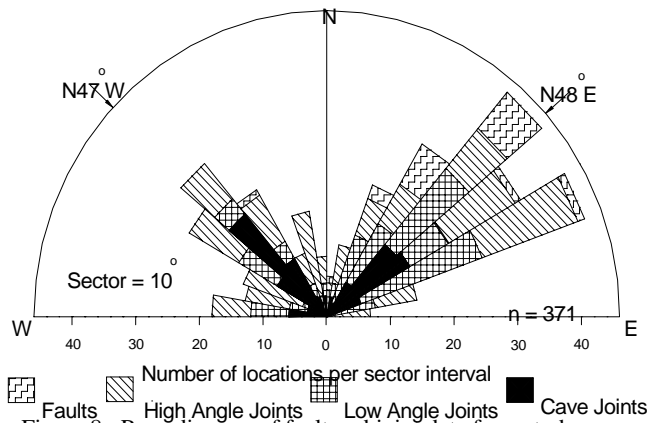 N
N47° W
N48° E
Sector = 10°
n = 371
W
E
40 30 20 10 0 10 20 30 40
Number of locations per sector interval
Faults High Angle Joints Low Angle Joints Cave Joints